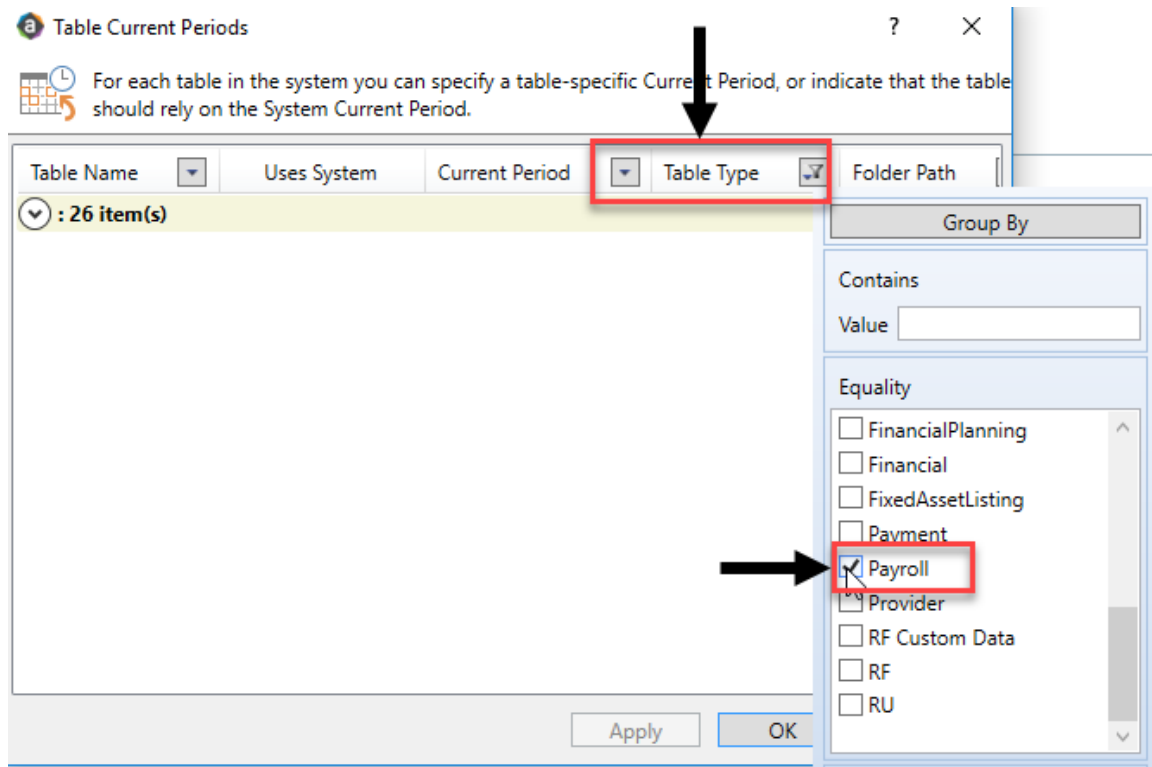 Table Current Periods
?
For each table in the system you can specify a table-specific Current Period, or indicate that the table
should rely on the System Current Period.
Table Name Uses System Current Period Table Type Folder Path
: 26 item(s)
Group By
Contains
Value
Equality
FinancialPlanning
Financial
FixedAssetListing
Payment
Payroll
Provider
RF Custom Data
RF
RU
Apply OK